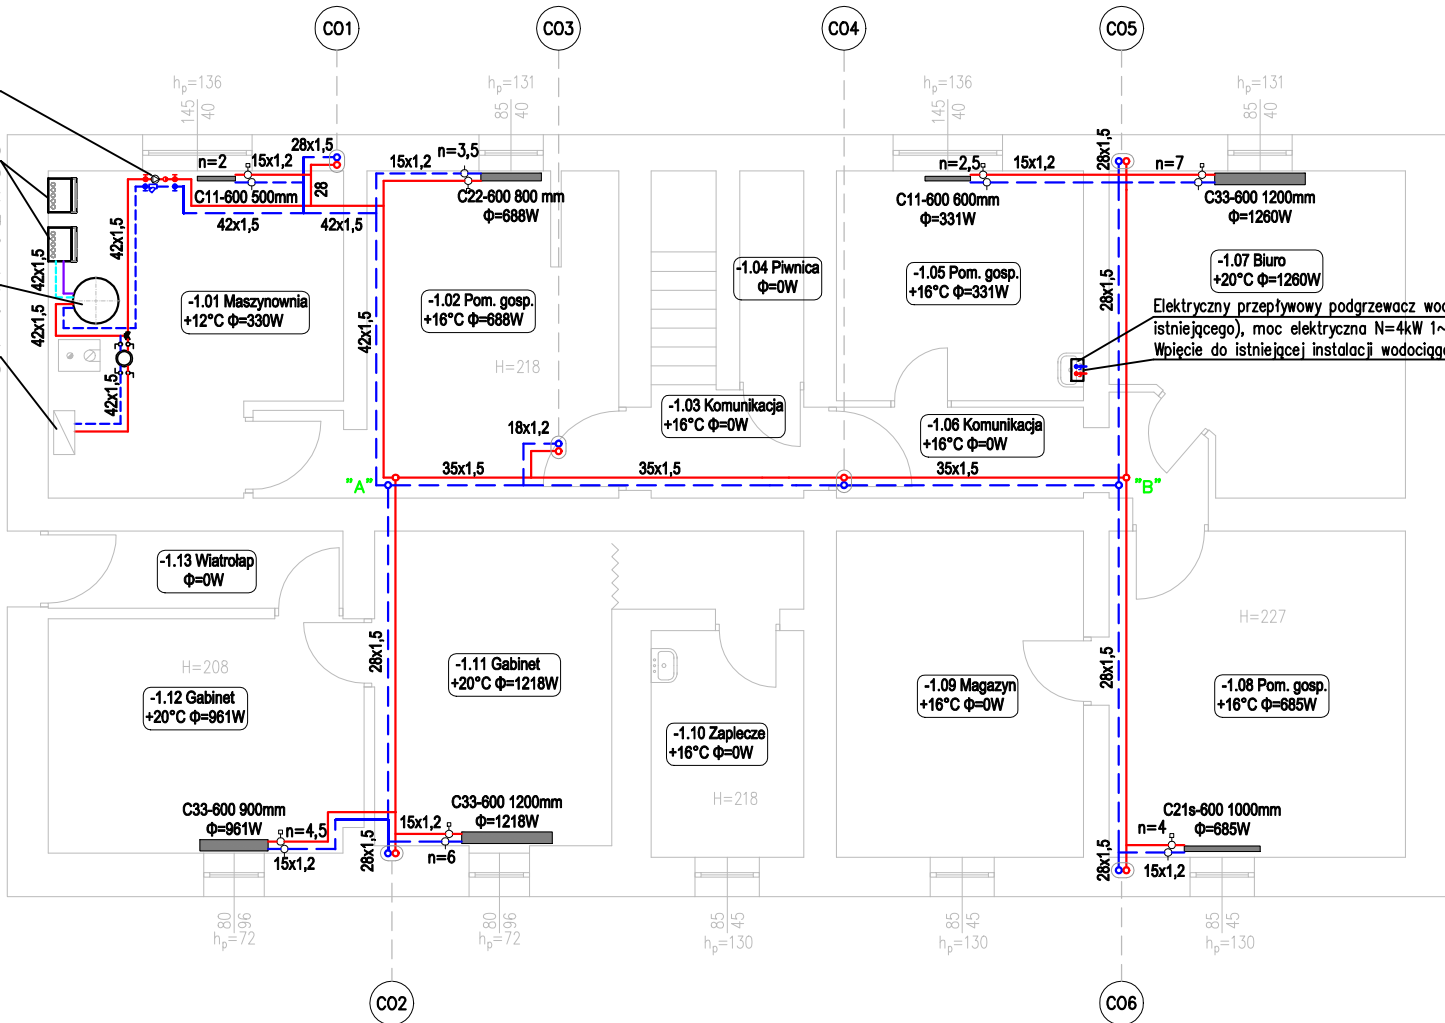 CO1
CO3
CO4
CO5
hp=136
145
40
hp=131
85
40
hp=136
145
40
hp=131
85
40
28x1,5
n=2
15x1,2
28
C11-600 500mm
42x1,5
42x1,5
15x1,2
n=3,5
C22-600 800 mm
Φ=688W
n=2,5
15x1,2
C11-600 600mm
Φ=331W
28x1,5
n=7
C33-600 1200mm
Φ=1260W
42x1,5
42x1,5
42x1,5
42x1,5
42x1,5
28x1,5
-1.01 Maszynownia
+12°C Φ=330W
-1.02 Pom. gosp.
+16°C Φ=688W
H=218
-1.04 Piwnica
Φ=0W
-1.05 Pom. gosp.
+16°C Φ=331W
-1.07 Biuro
+20°C Φ=1260W
Elektryczny przepływowy podgrzewacz
istniejącego), moc elektryczna N=4kW 1~
Wpięcie do istniejącej instalacji
-1.03 Komunikacja
+16°C Φ=0W
-1.06 Komunikacja
+16°C Φ=0W
18x1,2
35x1,5
35x1,5
35x1,5
"A"
"B"
-1.13 Wiatrołap
Φ=0W
H=208
-1.12 Gabinet
+20°C Φ=961W
28x1,5
-1.11 Gabinet
+20°C Φ=1218W
-1.10 Zaplecze
+16°C Φ=0W
H=218
-1.09 Magazyn
+16°C Φ=0W
28x1,5
H=227
-1.08 Pom. gosp.
+16°C Φ=685W
C33-600 900mm
Φ=961W
n=4,5
15x1,2
28x1,5
15x1,2
n=6
C33-600 1200mm
Φ=1218W
28x1,5
n=4
15x1,2
C21s-600 1000mm
Φ=685W
80
96
hp=72
80
96
hp=72
85
45
hp=130
85
45
hp=130
85
45
hp=130
CO2
CO6